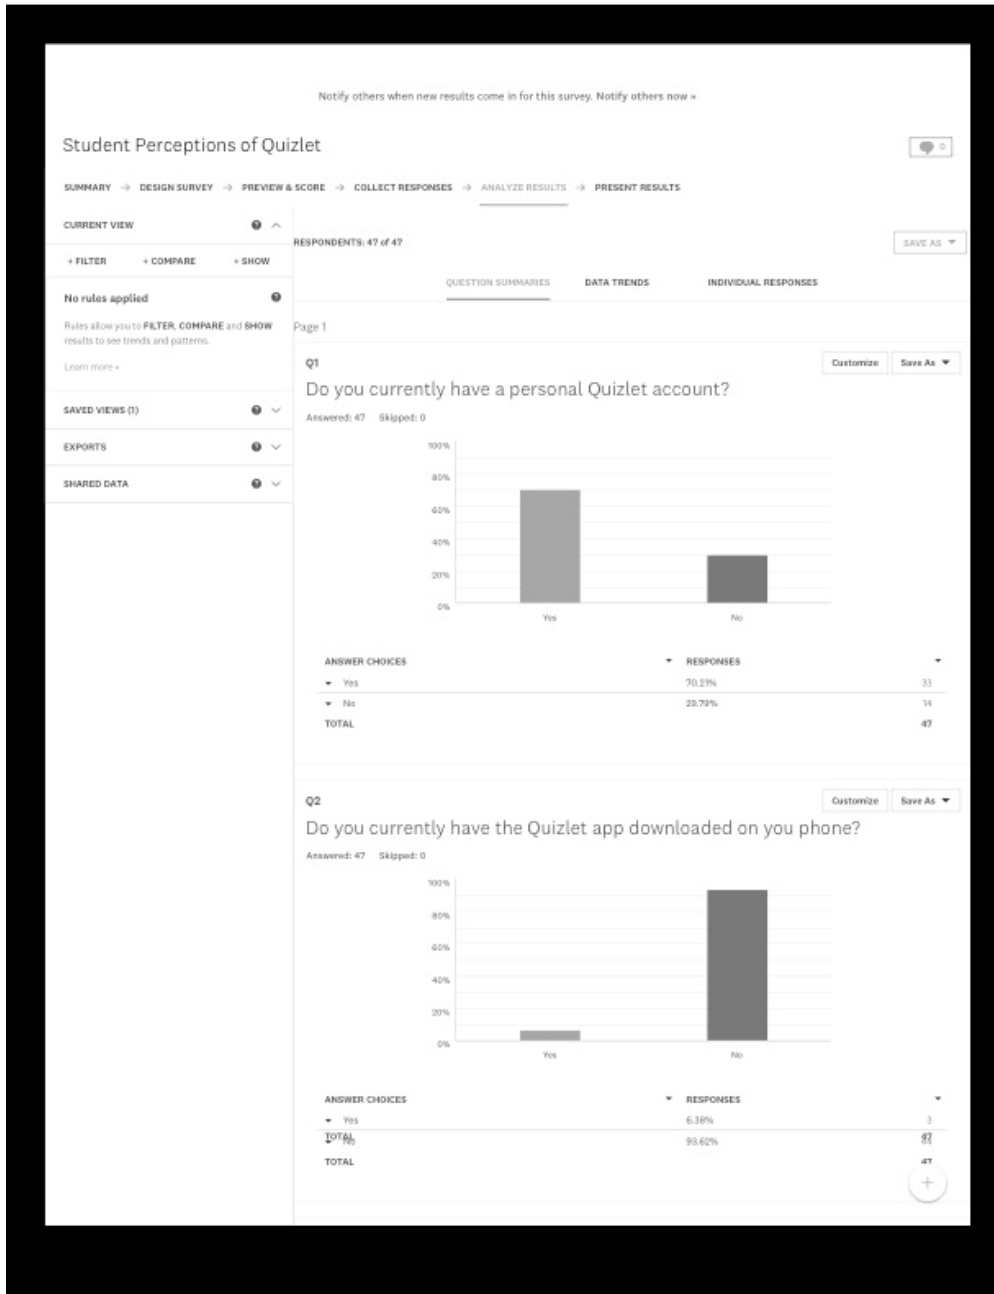 Notify others when new results come in for this survey. Notify others now »
Student Perceptions of Quizlet
0
SUMMARY → DESIGN SURVEY → PREVIEW & SCORE → COLLECT RESPONSES → ANALYZE RESULTS → PRESENT RESULTS
CURRENT VIEW
+ FILTER + COMPARE + SHOW
No rules applied
Rules allow you to FILTER, COMPARE and SHOW
results to see trends and patterns.
Learn more »
SAVED VIEWS (1)
EXPORTS
SHARED DATA
RESPONDENTS: 47 of 47
SAVE AS
QUESTION SUMMARIES DATA TRENDS INDIVIDUAL RESPONSES
Page 1
Q1
Customize Save As
Do you currently have a personal Quizlet account?
Answered: 47 Skipped: 0
100%
80%
60%
40%
20%
0%
Yes No
ANSWER CHOICES RESPONSES
Yes 70.21% 33
No 29.79% 14
TOTAL 47
Q2
Customize Save As
Do you currently have the Quizlet app downloaded on you phone?
Answered: 47 Skipped: 0
100%
80%
60%
40%
20%
0%
Yes No
ANSWER CHOICES RESPONSES
Yes 6.38% 3
TOTAL
No 93.62%
TOTAL 47
+